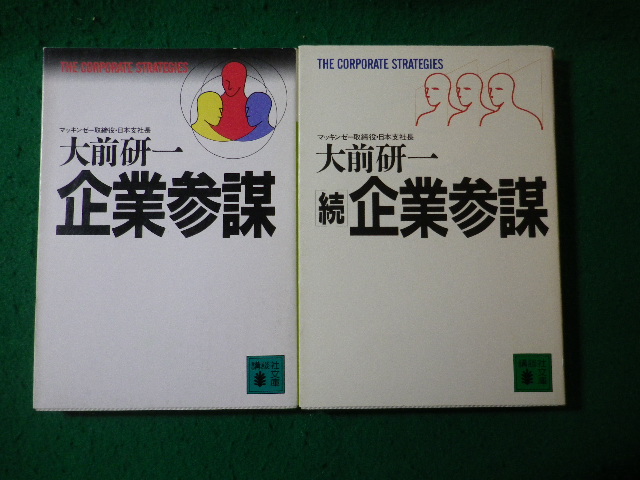 THE CORPORATE STRATEGIES
マッキンゼー取締役・日本支社長
大前研一
企業参謀
講談社文庫
THE CORPORATE STRATEGIES
マッキンゼー取締役・日本支社長
大前研一
[続]企業参謀
講談社文庫